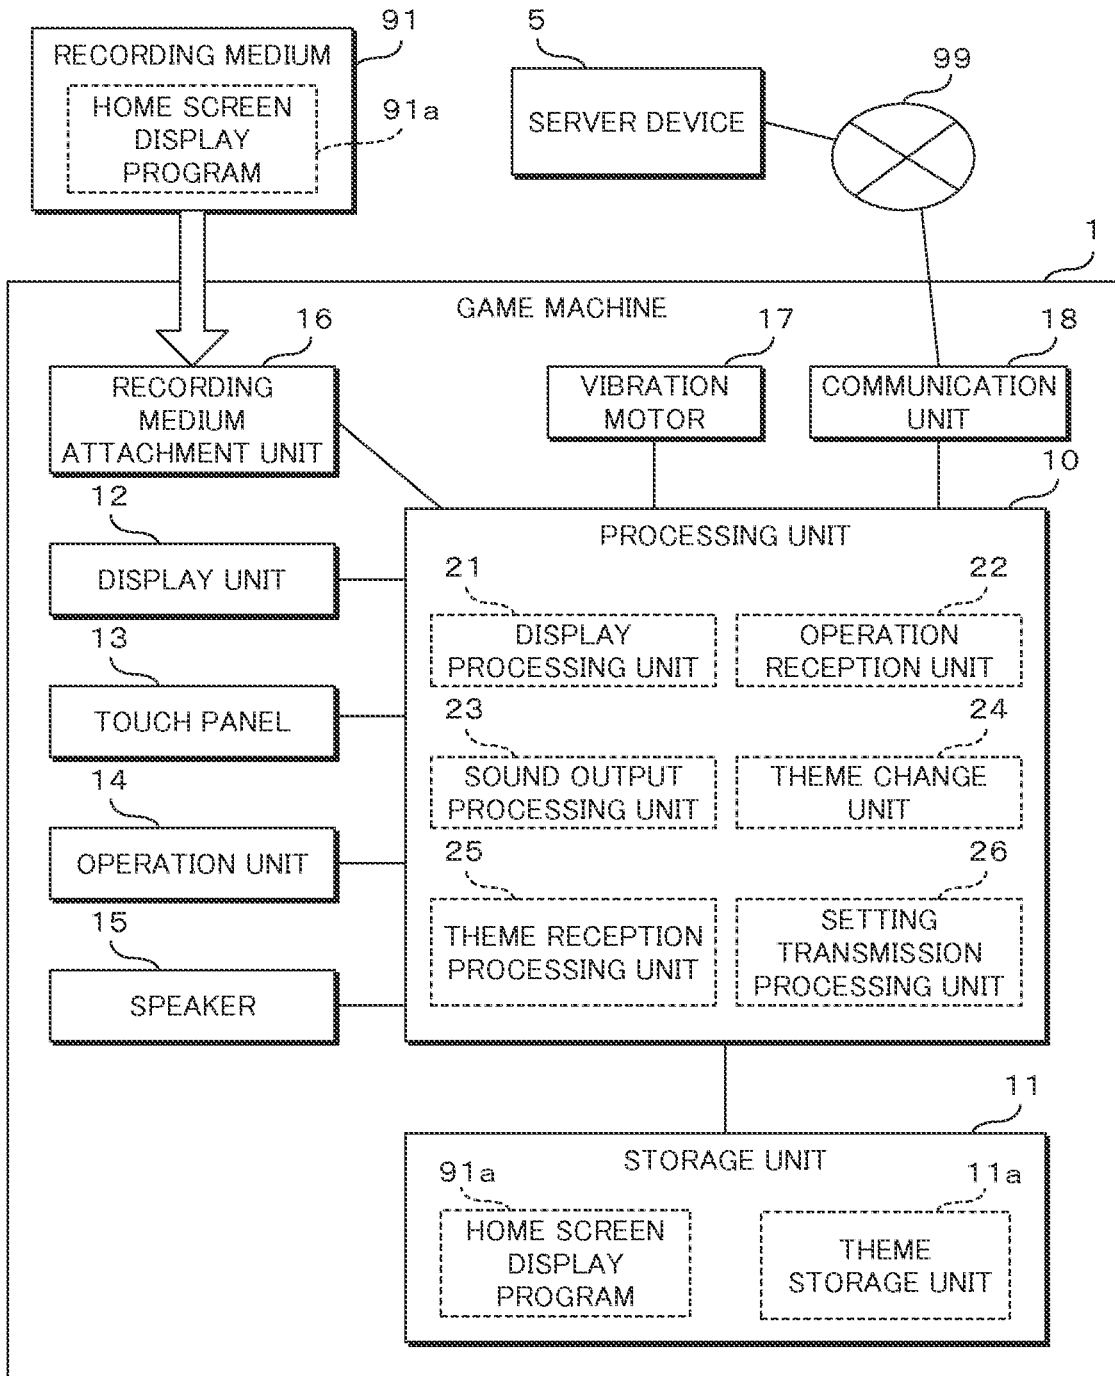 91
RECORDING MEDIUM
HOME SCREEN
DISPLAY
PROGRAM
91a
5
SERVER DEVICE
99
1
GAME MACHINE
16
RECORDING
MEDIUM
ATTACHMENT UNIT
17
VIBRATION
MOTOR
18
COMMUNICATION
UNIT
10
PROCESSING UNIT
12
DISPLAY UNIT
13
TOUCH PANEL
14
OPERATION UNIT
15
SPEAKER
21
DISPLAY
PROCESSING UNIT
22
OPERATION
RECEPTION UNIT
23
SOUND OUTPUT
PROCESSING UNIT
24
THEME CHANGE
UNIT
25
THEME RECEPTION
PROCESSING UNIT
26
SETTING
TRANSMISSION
PROCESSING UNIT
11
STORAGE UNIT
91a
HOME SCREEN
DISPLAY
PROGRAM
11a
THEME
STORAGE UNIT